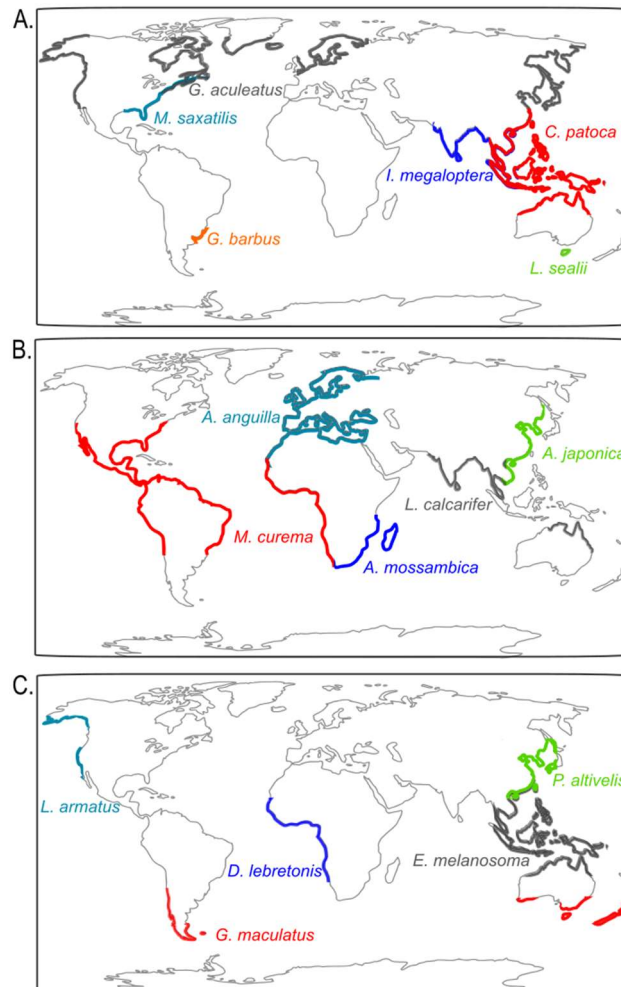 A.
G. aculeatus
M. saxatilis
C. patoca
I. megaloptera
G. barbus
L. sealii
B.
A. anguilla
A. japonica
L. calcarifer
M. curema
A. mossambica
C.
P. altivelis
L. armatus
D. lebretonis
E. melanosoma
G. maculatus